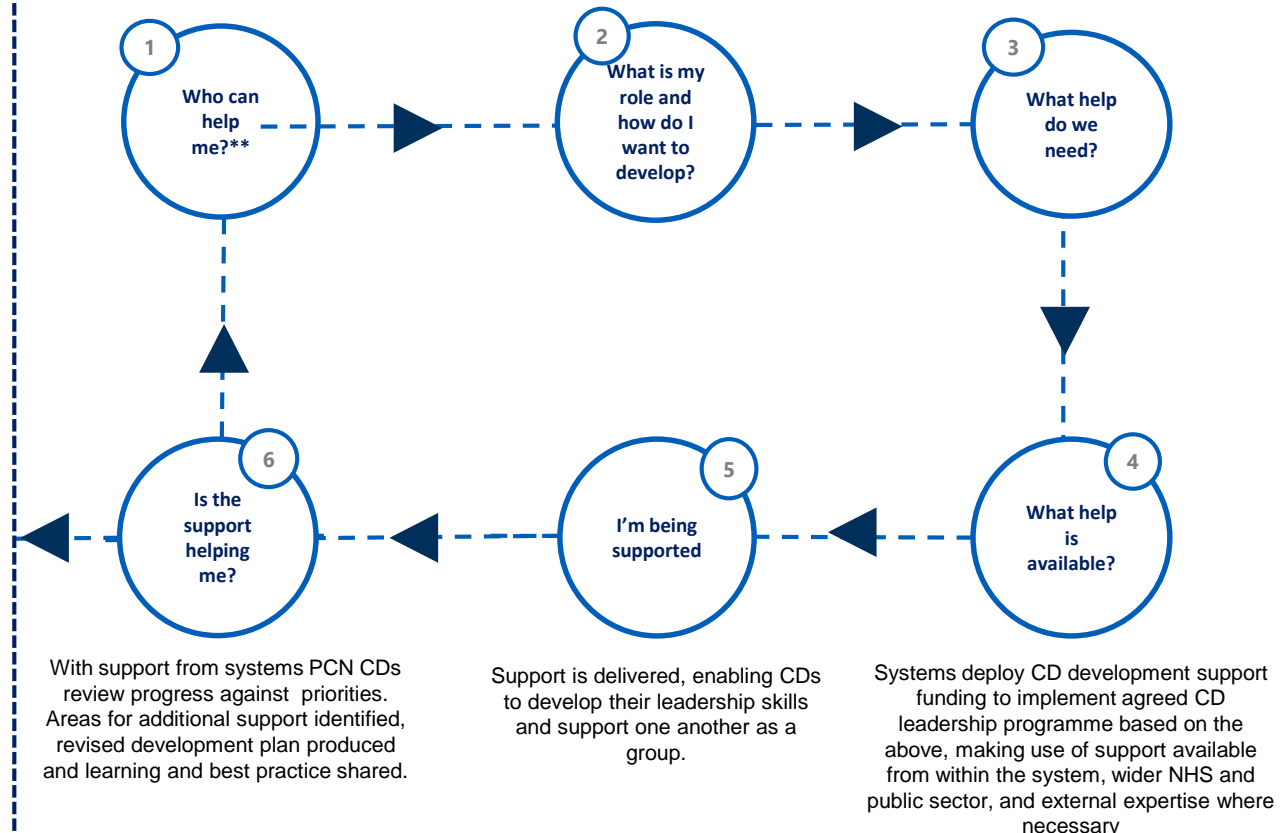 1
Who can
help
me?**
2
What is my
role and
how do I
want to
develop?
3
What help
do we
need?
4
What help
is
available?
Systems deploy CD development support
funding to implement agreed CD
leadership programme based on the
above, making use of support available
from within the system, wider NHS and
public sector, and external expertise where
necessary
5
I’m being
supported
Support is delivered, enabling CDs
to develop their leadership skills
and support one another as a
group.
6
Is the
support
helping
me?
With support from systems PCN CDs
review progress against  priorities.
Areas for additional support identified,
revised development plan produced
and learning and best practice shared.